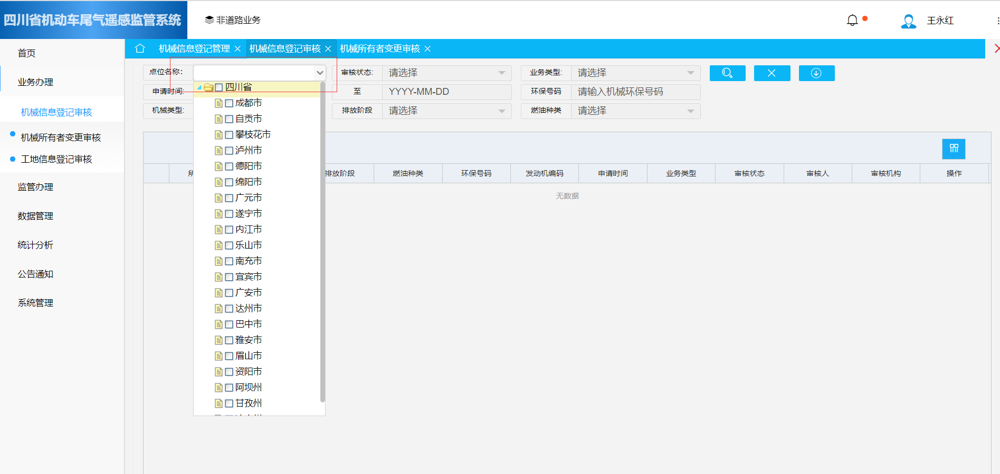 四川省机动车尾气遥感监管系统
非道路业务
王永红
首页
业务办理
机械信息登记审核
机械所有者变更审核
工地信息登记审核
监管办理
数据管理
统计分析
公告通知
系统管理
机械信息登记管理 机械信息登记审核 机械所有者变更审核
点位名称: 审核状态: 请选择 业务类型: 请选择
申请时间: 至 YYYY-MM-DD 环保号码 请输入机械环保号码
机械类型: 排放阶段 请选择 燃油种类 请选择
四川省
成都市
自贡市
攀枝花市
泸州市
德阳市
绵阳市
广元市
遂宁市
内江市
乐山市
南充市
宜宾市
广安市
达州市
巴中市
雅安市
眉山市
资阳市
阿坝州
甘孜州
排放阶段 燃油种类 环保号码 发动机编码 申请时间 业务类型 审核状态 审核人 审核机构 操作
无数据